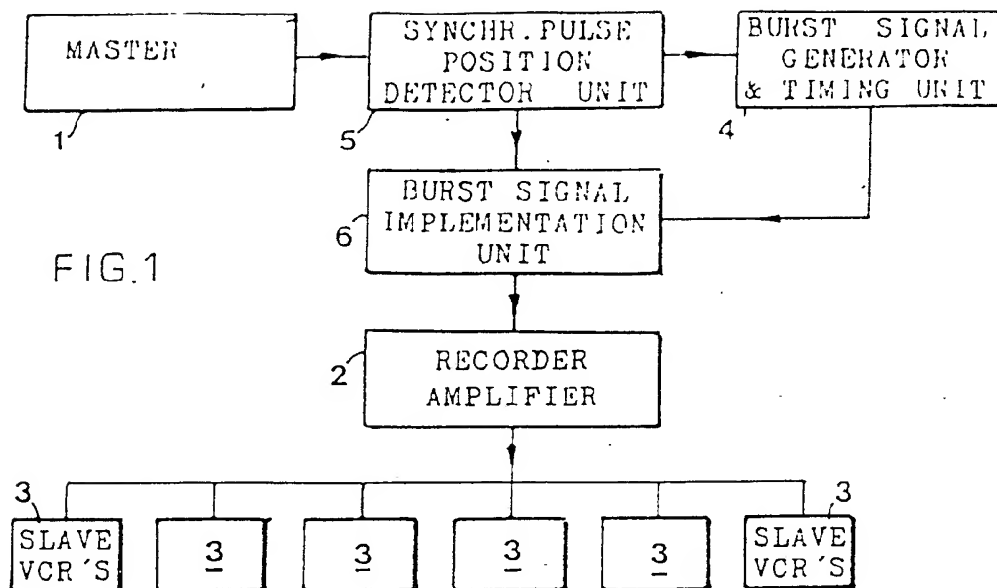 MASTER
1
SYNCHR.PULSE
POSITION
DETECTOR UNIT
5
BURST SIGNAL
GENERATOR
& TIMING UNIT
4
BURST SIGNAL
IMPLEMENTATION
UNIT
6
FIG.1
RECORDER
AMPLIFIER
2
3
SLAVE
VCR'S
3
3
3
3
3
SLAVE
VCR'S